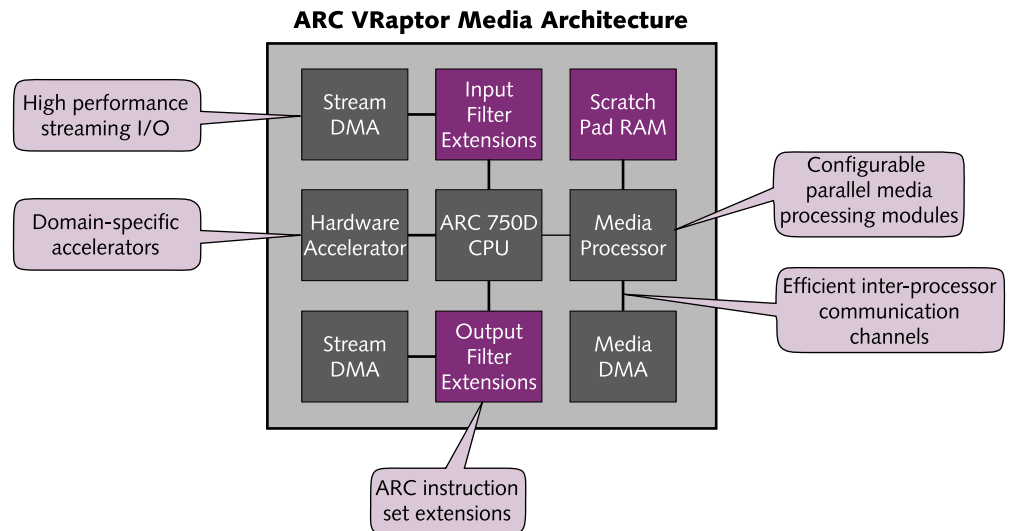 ARC VRaptor Media Architecture
High performance
streaming I/O
Stream
DMA
Input
Filter
Extensions
Scratch
Pad RAM
Configurable
parallel media
processing modules
Domain-specific
accelerators
Hardware
Accelerator
ARC 750D
CPU
Media
Processor
Efficient inter-processor
communication
channels
Stream
DMA
Output
Filter
Extensions
Media
DMA
ARC instruction
set extensions